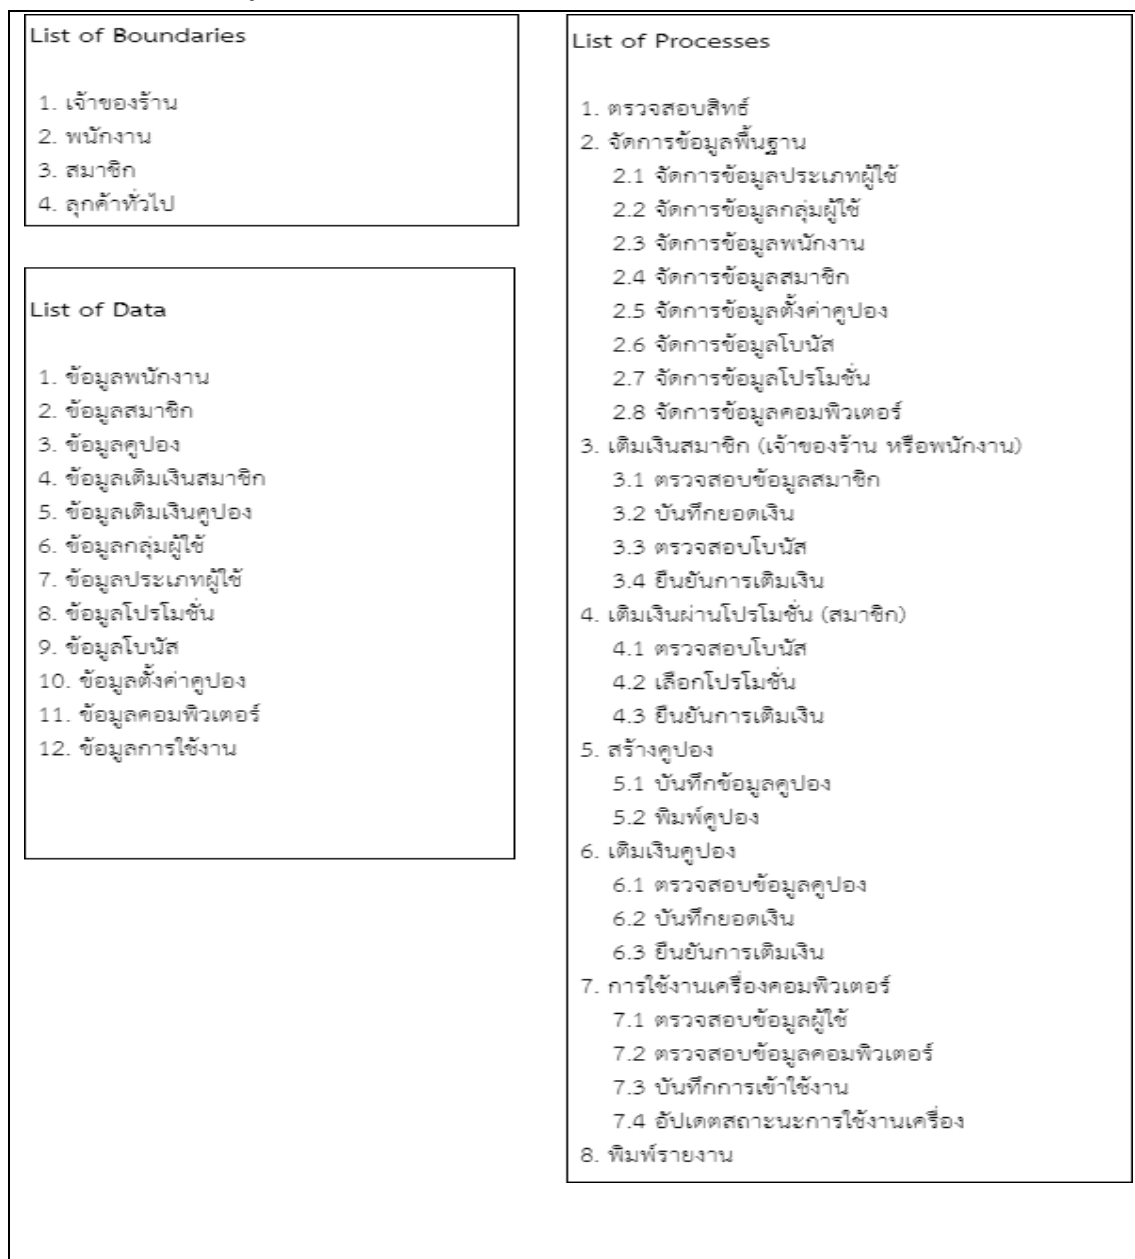 List of Boundaries
1. เจ้าของร้าน
2. พนักงาน
3. สมาชิก
4. ลุกค้าทั่วไป
List of Data
1. ข้อมูลพนักงาน
2. ข้อมูลสมาชิก
3. ข้อมูลคูปอง
4. ข้อมูลเติมเงินสมาชิก
5. ข้อมูลเติมเงินคูปอง
6. ข้อมูลกลุ่มผู้ใช้
7. ข้อมูลประเภทผู้ใช้
8. ข้อมูลโปรโมชั่น
9. ข้อมูลโบนัส
10. ข้อมูลตั้งค่าคูปอง
11. ข้อมูลคอมพิวเตอร์
12. ข้อมูลการใช้งาน
List of Processes
1. ตรวจสอบสิทธ์
2. จัดการข้อมูลพื้นฐาน
2.1 จัดการข้อมูลประเภทผู้ใช้
2.2 จัดการข้อมูลกลุ่มผู้ใช้
2.3 จัดการข้อมูลพนักงาน
2.4 จัดการข้อมูลสมาชิก
2.5 จัดการข้อมูลตั้งค่าคูปอง
2.6 จัดการข้อมูลโบนัส
2.7 จัดการข้อมูลโปรโมชั่น
2.8 จัดการข้อมูลคอมพิวเตอร์
3. เติมเงินสมาชิก (เจ้าของร้าน หรือพนักงาน)
3.1 ตรวจสอบข้อมูลสมาชิก
3.2 บันทึกยอดเงิน
3.3 ตรวจสอบโบนัส
3.4 ยืนยันการเติมเงิน
4. เติมเงินผ่านโปรโมชั่น (สมาชิก)
4.1 ตรวจสอบโบนัส
4.2 เลือกโปรโมชั่น
4.3 ยืนยันการเติมเงิน
5. สร้างคูปอง
5.1 บันทึกข้อมูลคูปอง
5.2 พิมพ์คูปอง
6. เติมเงินคูปอง
6.1 ตรวจสอบข้อมูลคูปอง
6.2 บันทึกยอดเงิน
6.3 ยืนยันการเติมเงิน
7. การใช้งานเครื่องคอมพิวเตอร์
7.1 ตรวจสอบข้อมูลผู้ใช้
7.2 ตรวจสอบข้อมูลคอมพิวเตอร์
7.3 บันทึกการเข้าใช้งาน
7.4 อัปเดตสถาะนะการใช้งานเครื่อง
8. พิมพ์รายงาน